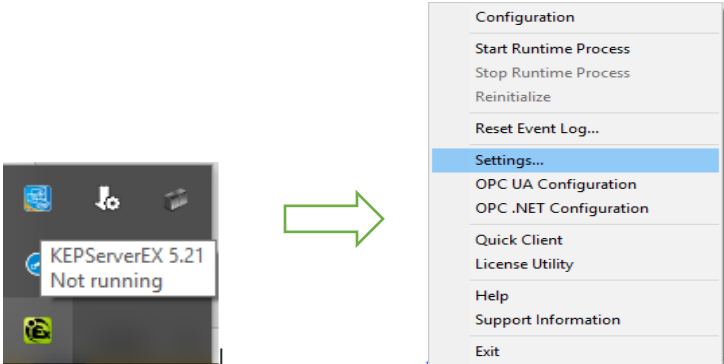 KEPServerEX 5.21
Not running
Configuration
Start Runtime Process
Stop Runtime Process
Reinitialize
Reset Event Log...
Settings...
OPC UA Configuration
OPC .NET Configuration
Quick Client
License Utility
Help
Support Information
Exit